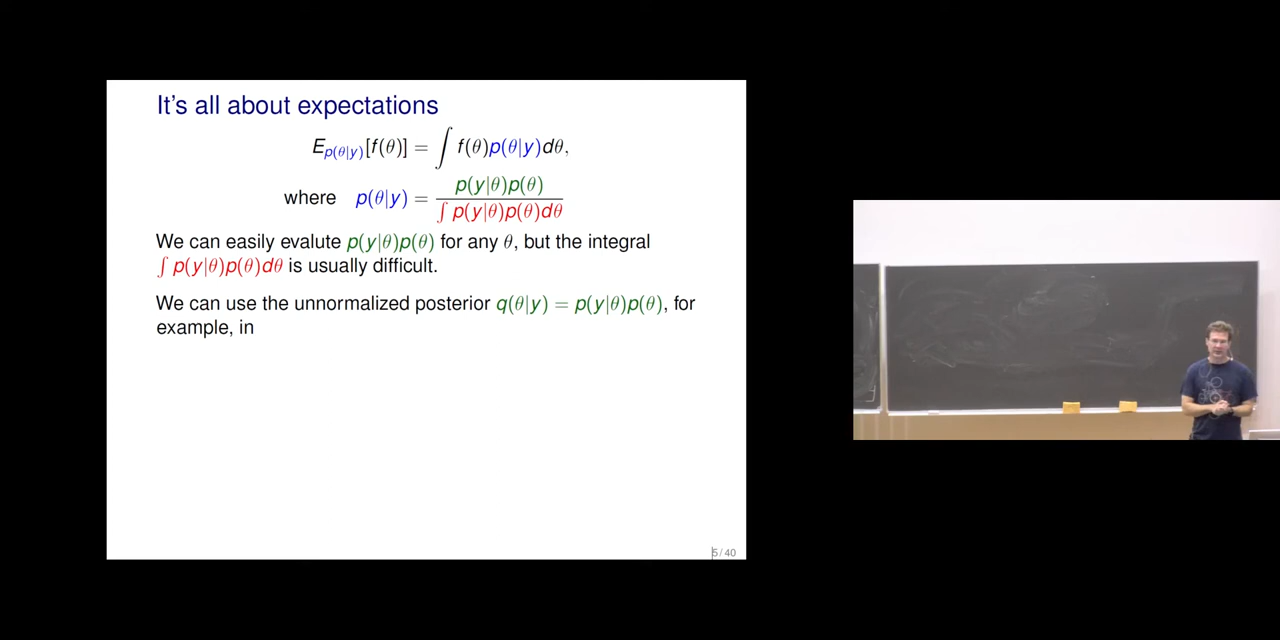 It's all about expectations
E_{p(θ|y)}[f(θ)] = ∫ f(θ)p(θ|y)dθ,
where p(θ|y) = p(y|θ)p(θ) / ∫ p(y|θ)p(θ)dθ
We can easily evalute p(y|θ)p(θ) for any θ, but the integral
∫ p(y|θ)p(θ)dθ is usually difficult.
We can use the unnormalized posterior q(θ|y) = p(y|θ)p(θ), for
example, in
5 / 40